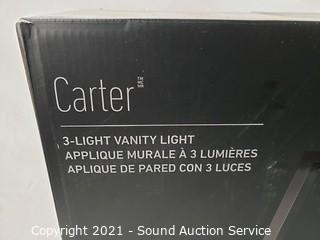 Carter
3-LIGHT VANITY LIGHT
APPLIQUE MURALE À 3 LUMIÈRES
APLIQUE DE PARED CON 3 LUCES
Copyright 2021 - Sound Auction Service